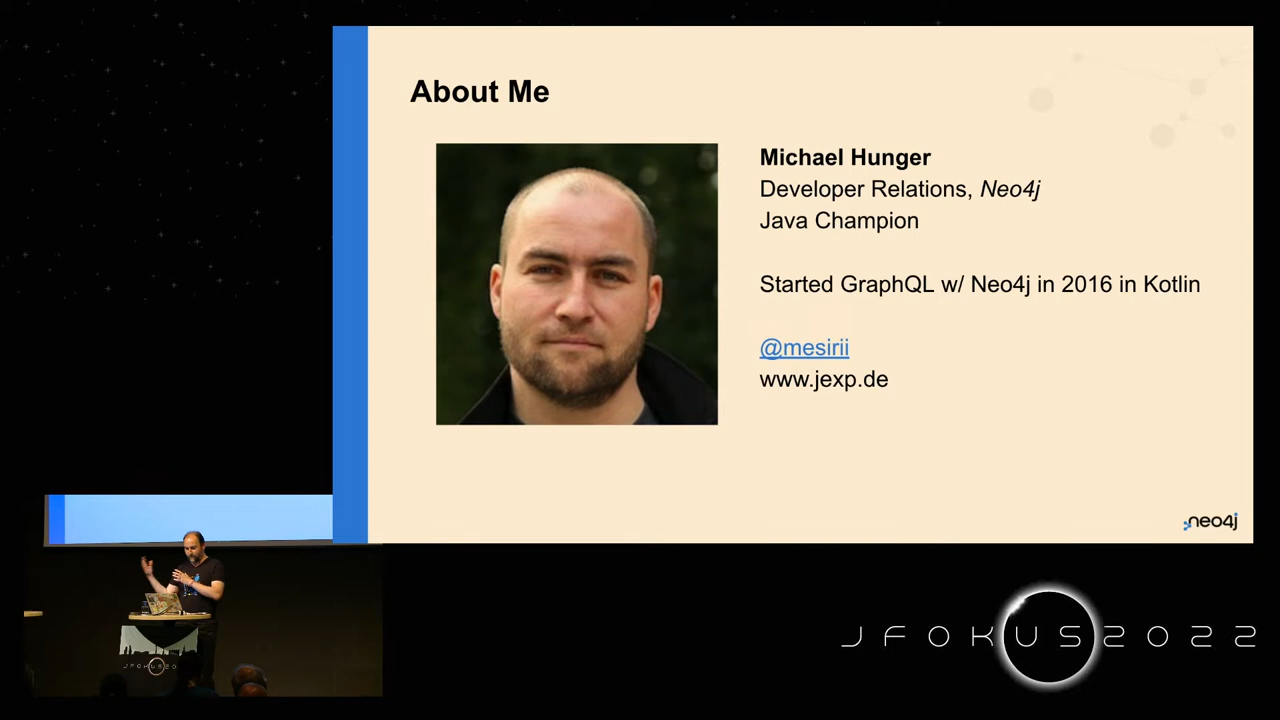 About Me
Michael Hunger
Developer Relations, Neo4j
Java Champion
Started GraphQL w/ Neo4j in 2016 in Kotlin
@mesirii
www.jexp.de
neo4j
JFOKUS2022
JFOKUS20